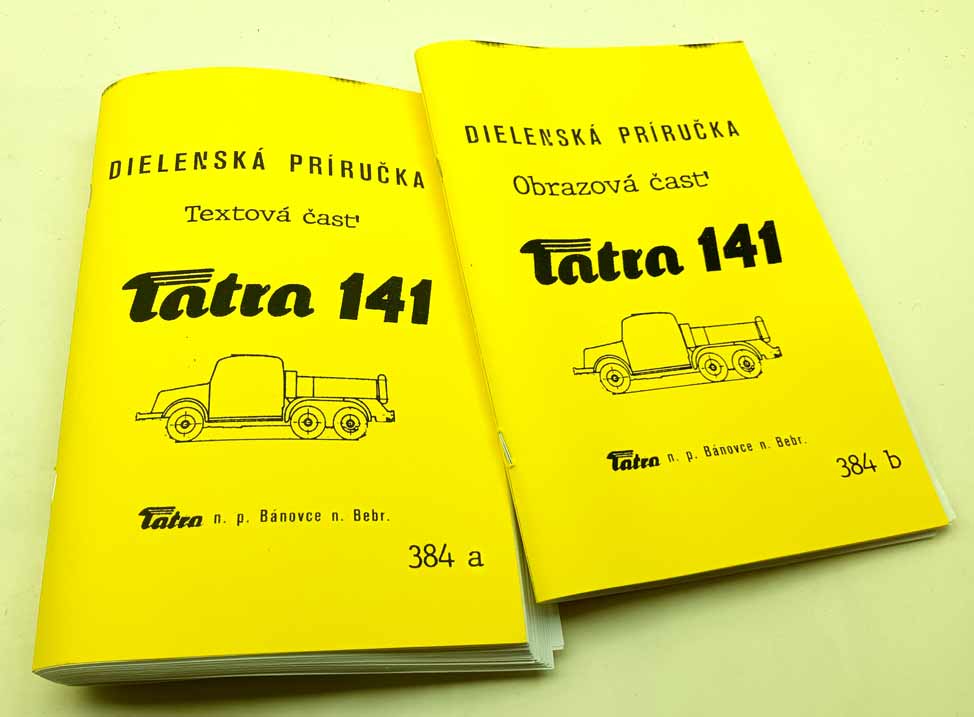 DIELENSKÁ PRÍRUČKA
Textová časť
Tatra 141
Tatra n. p. Bánovce n. Bebr.
384 a
DIELENSKÁ PRÍRUČKA
Obrazová časť
Tatra 141
Tatra n. p. Bánovce n. Bebr.
384 b